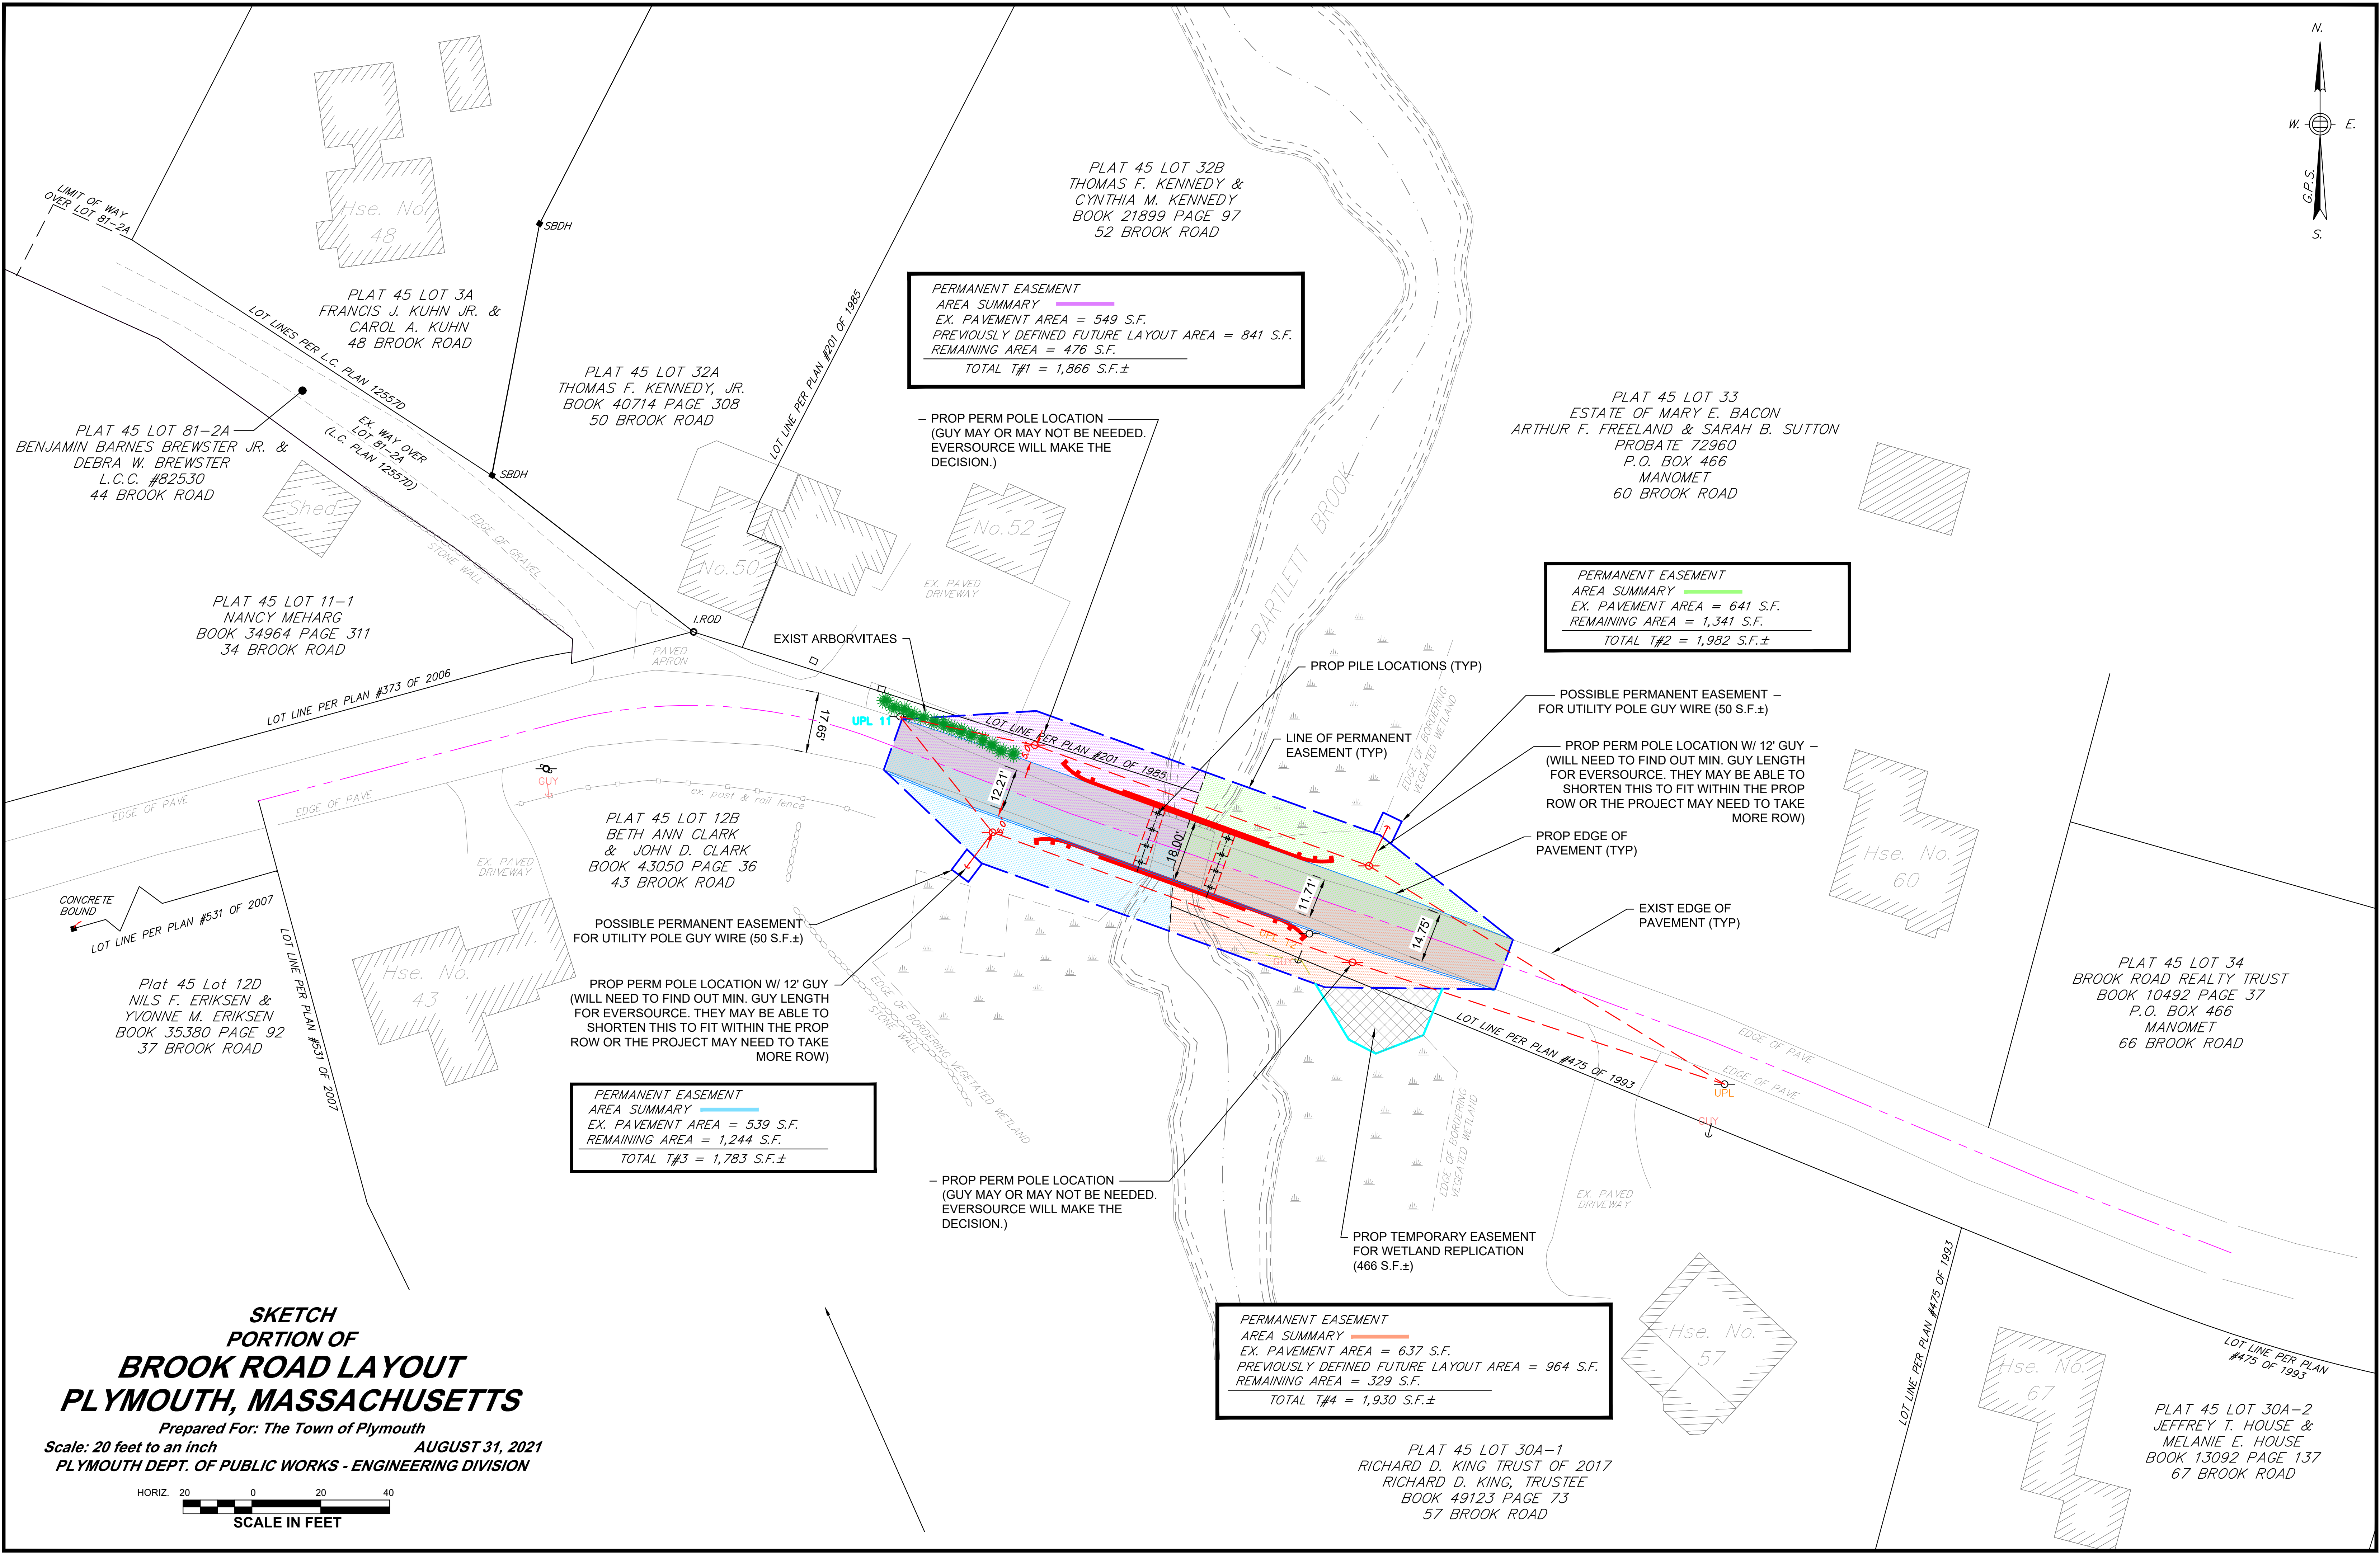 N.
W.
E.
G.P.S.
S.
LIMIT OF WAY
OVER LOT 81-2A
Hse. No.
48
SBDH
PLAT 45 LOT 3A
FRANCIS J. KUHN JR. &
CAROL A. KUHN
48 BROOK ROAD
LOT LINES PER L.C. PLAN 12557D
PLAT 45 LOT 32B
THOMAS F. KENNEDY &
CYNTHIA M. KENNEDY
BOOK 21899 PAGE 97
52 BROOK ROAD
PERMANENT EASEMENT
AREA SUMMARY
EX. PAVEMENT AREA = 549 S.F.
PREVIOUSLY DEFINED FUTURE LAYOUT AREA = 841 S.F.
REMAINING AREA = 476 S.F.
TOTAL T#1 = 1,866 S.F.±
PLAT 45 LOT 32A
THOMAS F. KENNEDY, JR.
BOOK 40714 PAGE 308
50 BROOK ROAD
LOT LINE PER PLAN #201 OF 1985
PLAT 45 LOT 81-2A
BENJAMIN BARNES BREWSTER JR. &
DEBRA W. BREWSTER
L.C.C. #82530
44 BROOK ROAD
EX. WAY OVER
LOT 81-2A
(L.C. PLAN 12557D)
SBDH
Shed
EDGE OF GRAVEL
STONE WALL
PROP PERM POLE LOCATION
(GUY MAY OR MAY NOT BE NEEDED.
EVERSOURCE WILL MAKE THE
DECISION.)
PLAT 45 LOT 33
ESTATE OF MARY E. BACON
ARTHUR F. FREELAND & SARAH B. SUTTON
PROBATE 72960
P.O. BOX 466
MANOMET
60 BROOK ROAD
BARTLETT BROOK
No.50
No.52
EX. PAVED
DRIVEWAY
PERMANENT EASEMENT
AREA SUMMARY
EX. PAVEMENT AREA = 641 S.F.
REMAINING AREA = 1,341 S.F.
TOTAL T#2 = 1,982 S.F.±
PLAT 45 LOT 11-1
NANCY MEHARG
BOOK 34964 PAGE 311
34 BROOK ROAD
I.ROD
EXIST ARBORVITAES
PAVED
APRON
PROP PILE LOCATIONS (TYP)
LOT LINE PER PLAN #373 OF 2006
EDGE OF BORDERING
VEGETATED WETLAND
POSSIBLE PERMANENT EASEMENT
FOR UTILITY POLE GUY WIRE (50 S.F.±)
17.65'
UPL 11
LOT LINE PER PLAN #201 OF 1985
5.0'
LINE OF PERMANENT
EASEMENT (TYP)
PROP PERM POLE LOCATION W/ 12' GUY
(WILL NEED TO FIND OUT MIN. GUY LENGTH
FOR EVERSOURCE. THEY MAY BE ABLE TO
SHORTEN THIS TO FIT WITHIN THE PROP
ROW OR THE PROJECT MAY NEED TO TAKE
MORE ROW)
GUY
EDGE OF PAVE
EDGE OF PAVE
ex. post & rail fence
12.21'
5.0'
18.00'
PLAT 45 LOT 12B
BETH ANN CLARK
& JOHN D. CLARK
BOOK 43050 PAGE 36
43 BROOK ROAD
EX. PAVED
DRIVEWAY
PROP EDGE OF
PAVEMENT (TYP)
Hse. No.
60
11.71'
14.75'
UPL 12
GUY
CONCRETE
BOUND
LOT LINE PER PLAN #531 OF 2007
EXIST EDGE OF
PAVEMENT (TYP)
POSSIBLE PERMANENT EASEMENT
FOR UTILITY POLE GUY WIRE (50 S.F.±)
Plat 45 Lot 12D
NILS F. ERIKSEN &
YVONNE M. ERIKSEN
BOOK 35380 PAGE 92
37 BROOK ROAD
LOT LINE PER PLAN #531 OF 2007
Hse. No.
43
PROP PERM POLE LOCATION W/ 12' GUY
(WILL NEED TO FIND OUT MIN. GUY LENGTH
FOR EVERSOURCE. THEY MAY BE ABLE TO
SHORTEN THIS TO FIT WITHIN THE PROP
ROW OR THE PROJECT MAY NEED TO TAKE
MORE ROW)
EDGE OF BORDERING VEGETATED WETLAND
STONE WALL
PLAT 45 LOT 34
BROOK ROAD REALTY TRUST
BOOK 10492 PAGE 37
P.O. BOX 466
MANOMET
66 BROOK ROAD
LOT LINE PER PLAN #475 OF 1993
EDGE OF PAVE
EDGE OF PAVE
UPL
GUY
PERMANENT EASEMENT
AREA SUMMARY
EX. PAVEMENT AREA = 539 S.F.
REMAINING AREA = 1,244 S.F.
TOTAL T#3 = 1,783 S.F.±
EDGE OF BORDERING
VEGEATED WETLAND
PROP PERM POLE LOCATION
(GUY MAY OR MAY NOT BE NEEDED.
EVERSOURCE WILL MAKE THE
DECISION.)
EX. PAVED
DRIVEWAY
PROP TEMPORARY EASEMENT
FOR WETLAND REPLICATION
(466 S.F.±)
PERMANENT EASEMENT
AREA SUMMARY
EX. PAVEMENT AREA = 637 S.F.
PREVIOUSLY DEFINED FUTURE LAYOUT AREA = 964 S.F.
REMAINING AREA = 329 S.F.
TOTAL T#4 = 1,930 S.F.±
Hse. No.
57
LOT LINE PER PLAN #475 OF 1993
LOT LINE PER PLAN
#475 OF 1993
Hse. No.
67
PLAT 45 LOT 30A-2
JEFFREY T. HOUSE &
MELANIE E. HOUSE
BOOK 13092 PAGE 137
67 BROOK ROAD
PLAT 45 LOT 30A-1
RICHARD D. KING TRUST OF 2017
RICHARD D. KING, TRUSTEE
BOOK 49123 PAGE 73
57 BROOK ROAD
SKETCH
PORTION OF
BROOK ROAD LAYOUT
PLYMOUTH, MASSACHUSETTS
Prepared For: The Town of Plymouth
Scale: 20 feet to an inch AUGUST 31, 2021
PLYMOUTH DEPT. OF PUBLIC WORKS - ENGINEERING DIVISION
HORIZ. 20 0 20 40
SCALE IN FEET